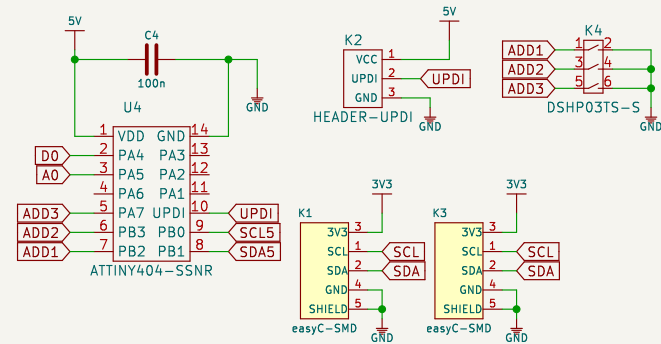 5V
C4
100n
GND
U4
1 VDD GND 14
D0 2 PA4 PA3 13
A0 3 PA5 PA2 12
4 PA6 PA1 11
ADD3 5 PA7 UPDI 10 UPDI
ADD2 6 PB3 PB0 9 SCL5
ADD1 7 PB2 PB1 8 SDA5
ATTINY404-SSNR
5V
K2
VCC 1
UPDI 2 UPDI
GND 3
HEADER-UPDI
GND
K4
ADD1 1 2
ADD2 3 4
ADD3 5 6
DSHP03TS-S
GND
3V3
K1
3V3 3
SCL 1 SCL
SDA 2 SDA
GND 4
SHIELD 5
easyC-SMD
GND
3V3
K3
3V3 3
SCL 1 SCL
SDA 2 SDA
GND 4
SHIELD 5
easyC-SMD
GND